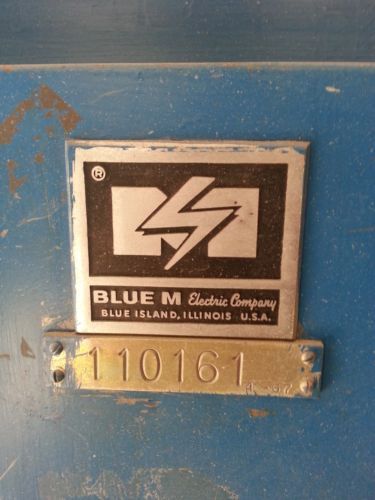 ®
BLUE M Electric Company
BLUE ISLAND, ILLINOIS U.S.A.
110161